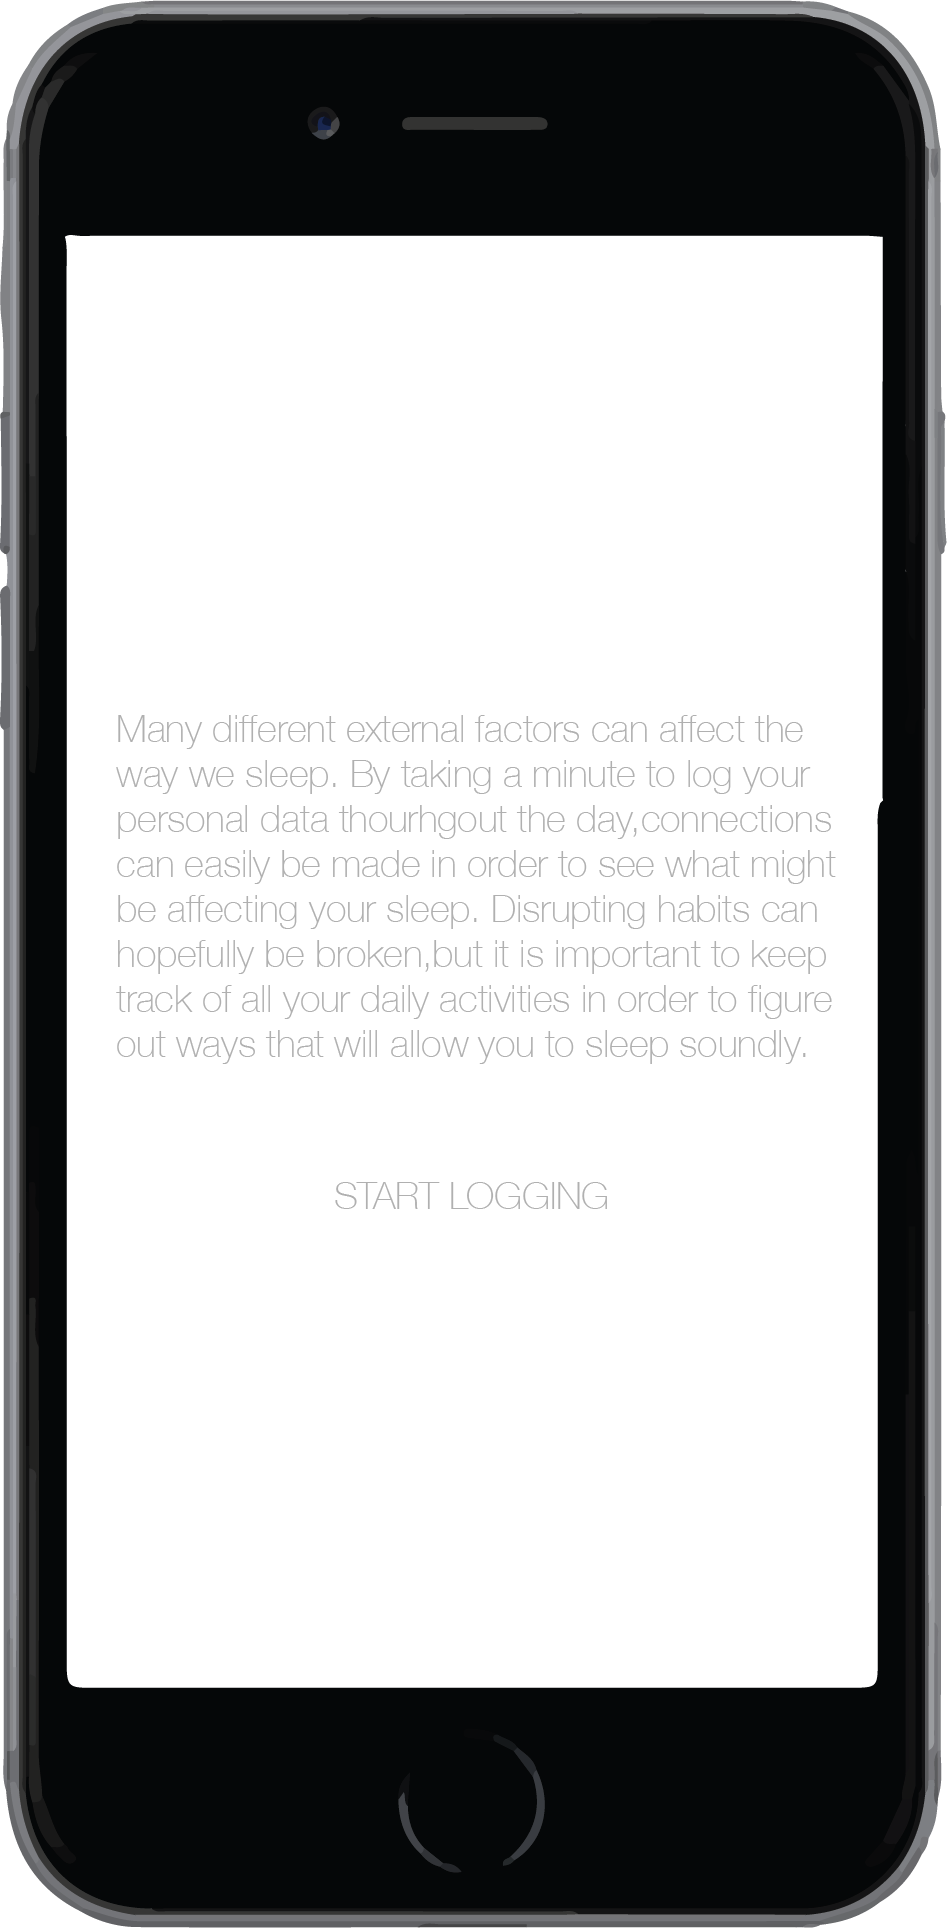 Many different external factors can affect the
way we sleep. By taking a minute to log your
personal data thourhgout the day,connections
can easily be made in order to see what might
be affecting your sleep. Disrupting habits can
hopefully be broken,but it is important to keep
track of all your daily activities in order to figure
out ways that will allow you to sleep soundly.
START LOGGING